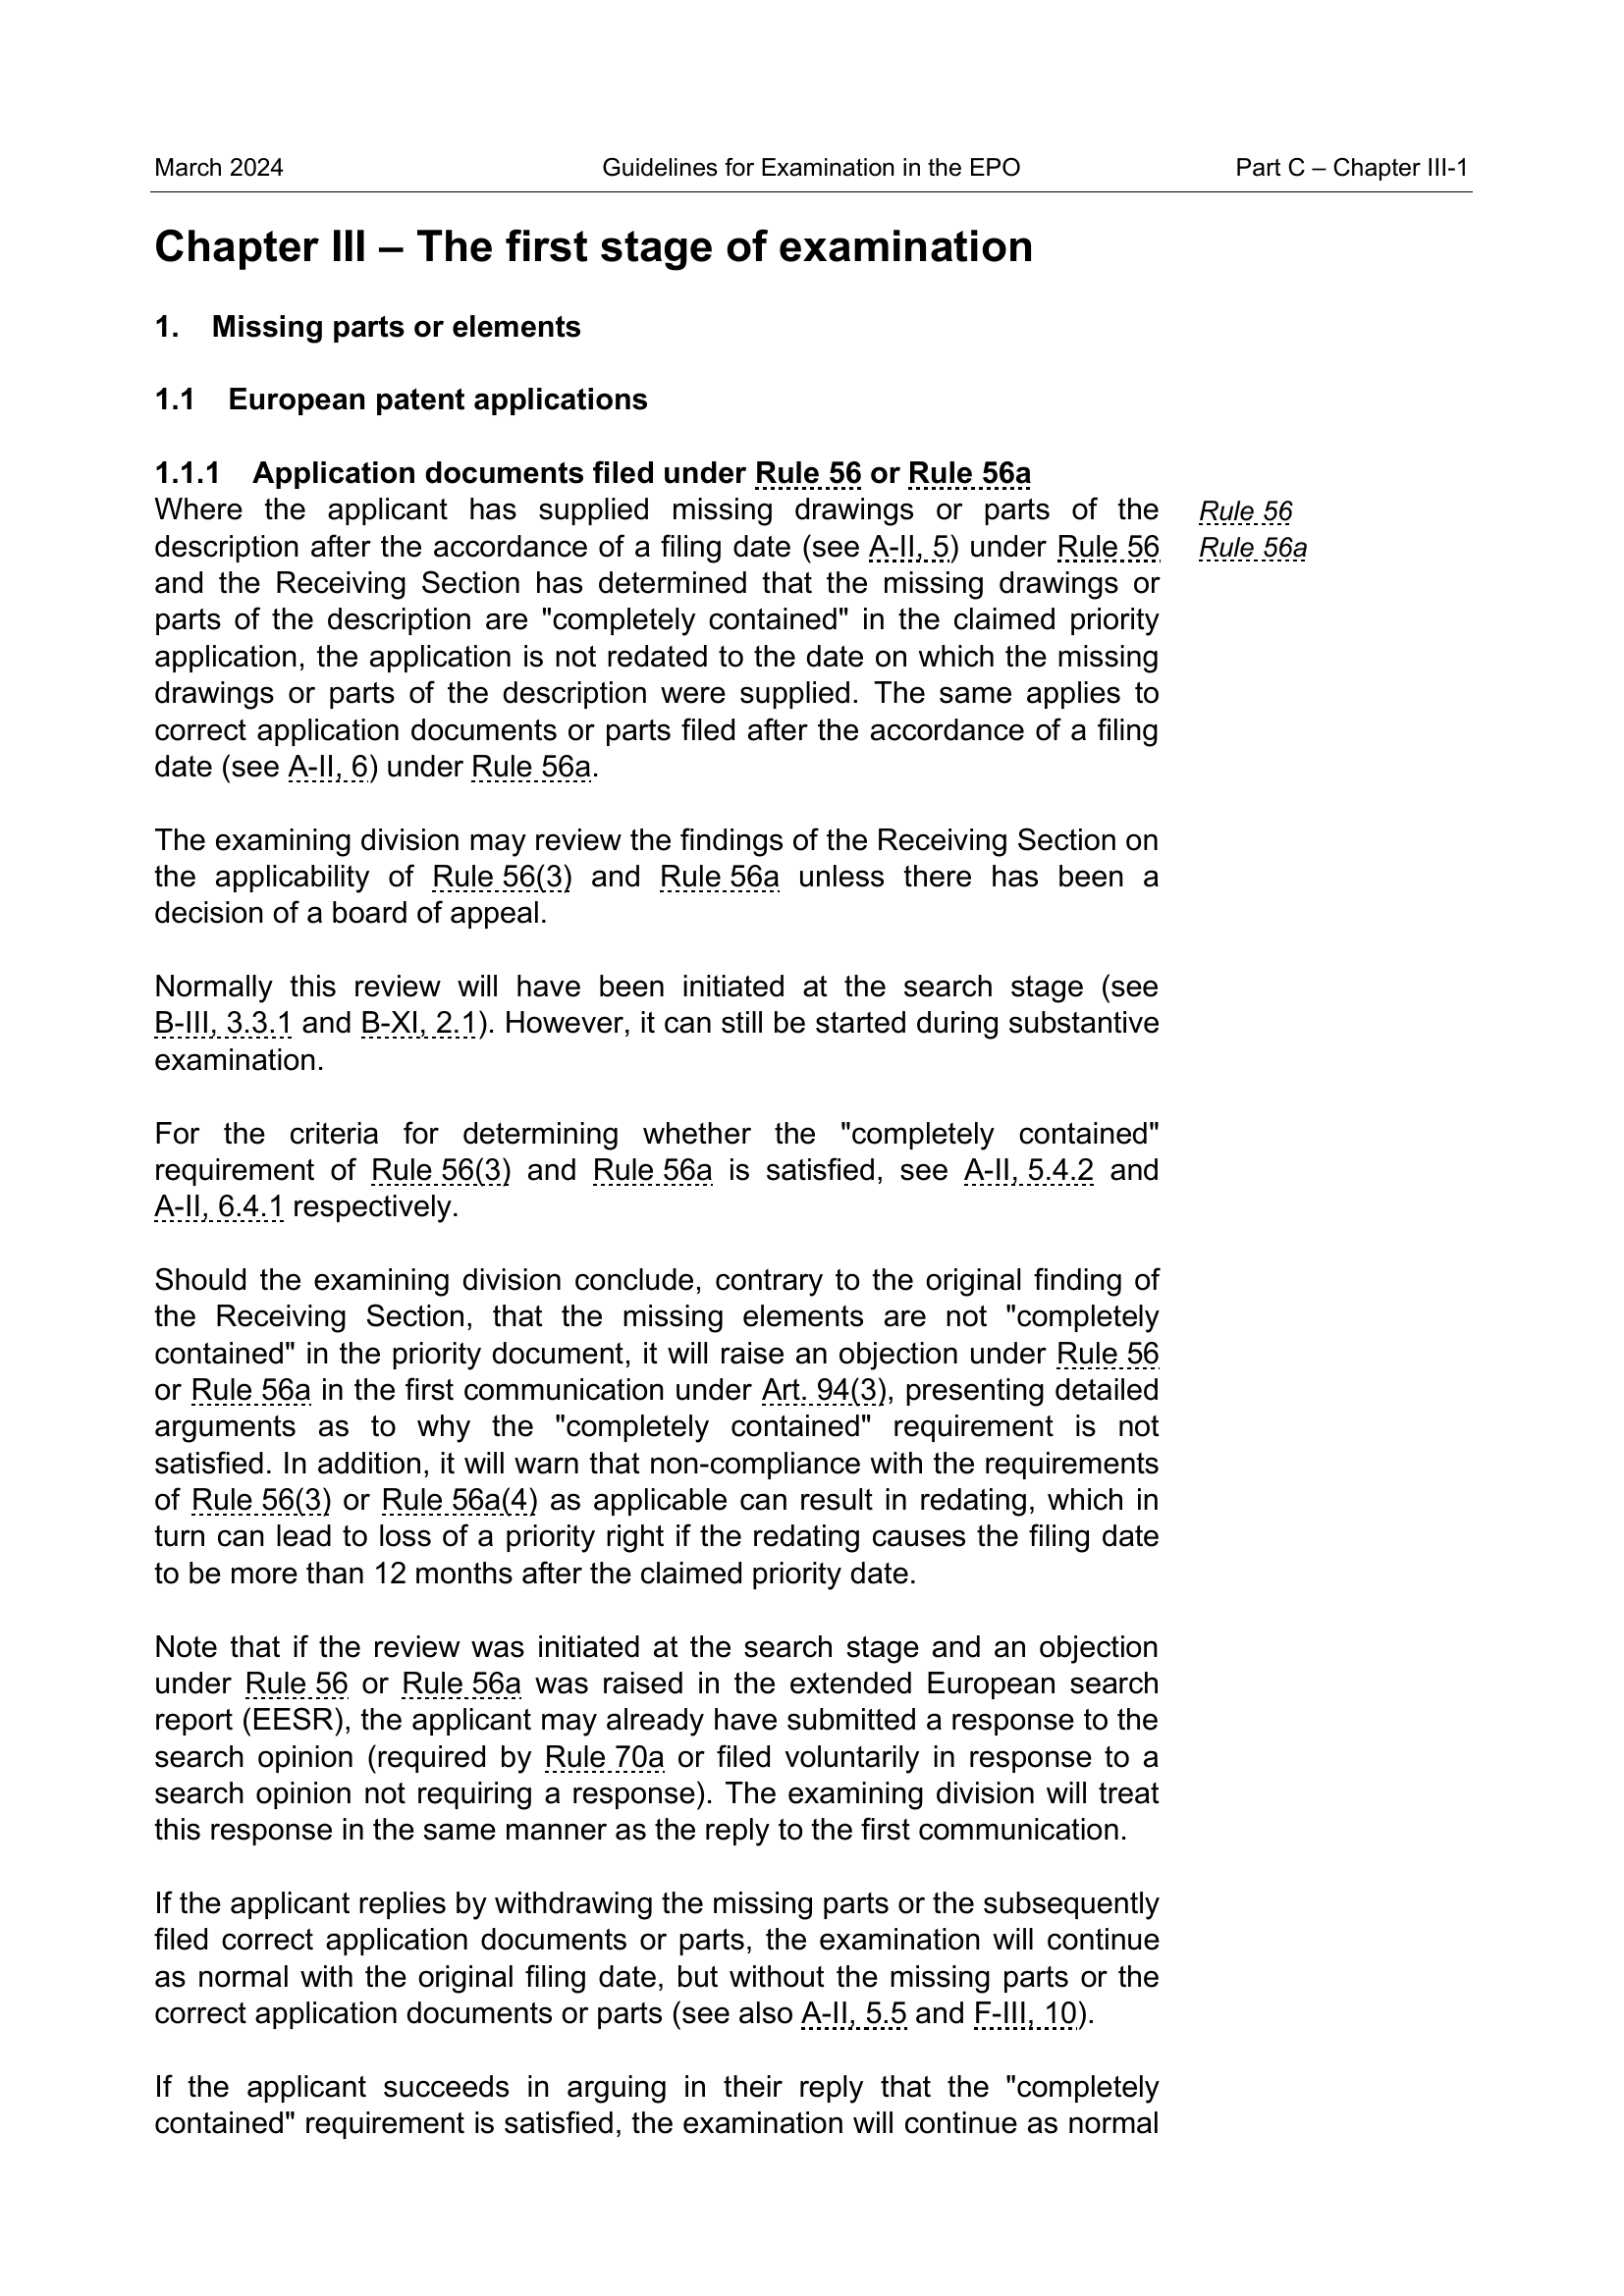 March 2024 Guidelines for Examination in the EPO Part C – Chapter III-1
Chapter III – The first stage of examination
1. Missing parts or elements
1.1 European patent applications
1.1.1 Application documents filed under Rule 56 or Rule 56a
Where the applicant has supplied missing drawings or parts of the
description after the accordance of a filing date (see A-II, 5) under Rule 56
and the Receiving Section has determined that the missing drawings or
parts of the description are "completely contained" in the claimed priority
application, the application is not redated to the date on which the missing
drawings or parts of the description were supplied. The same applies to
correct application documents or parts filed after the accordance of a filing
date (see A-II, 6) under Rule 56a.
Rule 56
Rule 56a
The examining division may review the findings of the Receiving Section on
the applicability of Rule 56(3) and Rule 56a unless there has been a
decision of a board of appeal.
Normally this review will have been initiated at the search stage (see
B-III, 3.3.1 and B-XI, 2.1). However, it can still be started during substantive
examination.
For the criteria for determining whether the "completely contained"
requirement of Rule 56(3) and Rule 56a is satisfied, see A-II, 5.4.2 and
A-II, 6.4.1 respectively.
Should the examining division conclude, contrary to the original finding of
the Receiving Section, that the missing elements are not "completely
contained" in the priority document, it will raise an objection under Rule 56
or Rule 56a in the first communication under Art. 94(3), presenting detailed
arguments as to why the "completely contained" requirement is not
satisfied. In addition, it will warn that non-compliance with the requirements
of Rule 56(3) or Rule 56a(4) as applicable can result in redating, which in
turn can lead to loss of a priority right if the redating causes the filing date
to be more than 12 months after the claimed priority date.
Note that if the review was initiated at the search stage and an objection
under Rule 56 or Rule 56a was raised in the extended European search
report (EESR), the applicant may already have submitted a response to the
search opinion (required by Rule 70a or filed voluntarily in response to a
search opinion not requiring a response). The examining division will treat
this response in the same manner as the reply to the first communication.
If the applicant replies by withdrawing the missing parts or the subsequently
filed correct application documents or parts, the examination will continue
as normal with the original filing date, but without the missing parts or the
correct application documents or parts (see also A-II, 5.5 and F-III, 10).
If the applicant succeeds in arguing in their reply that the "completely
contained" requirement is satisfied, the examination will continue as normal